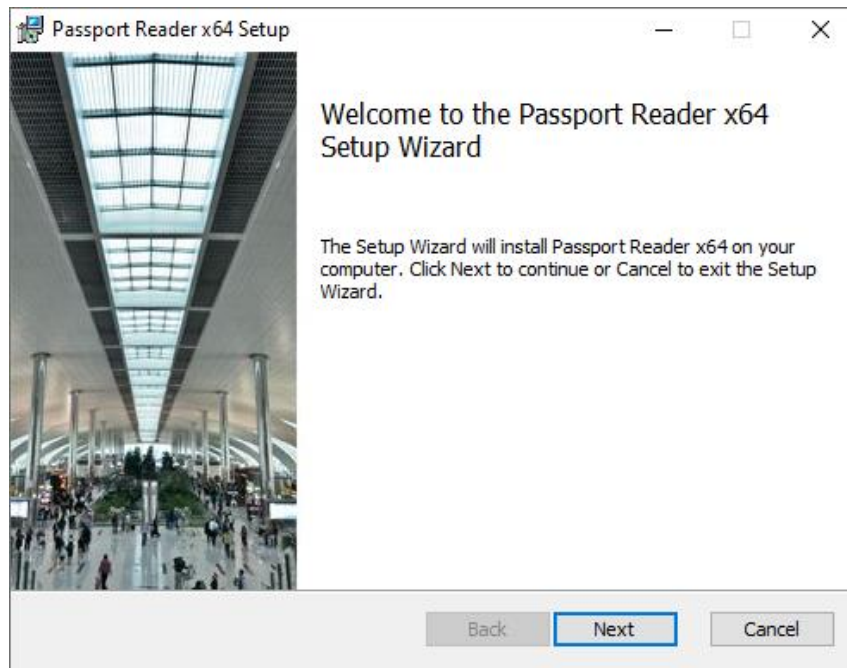 Passport Reader x64 Setup
Welcome to the Passport Reader x64
Setup Wizard
The Setup Wizard will install Passport Reader x64 on your
computer. Click Next to continue or Cancel to exit the Setup
Wizard.
Back Next Cancel